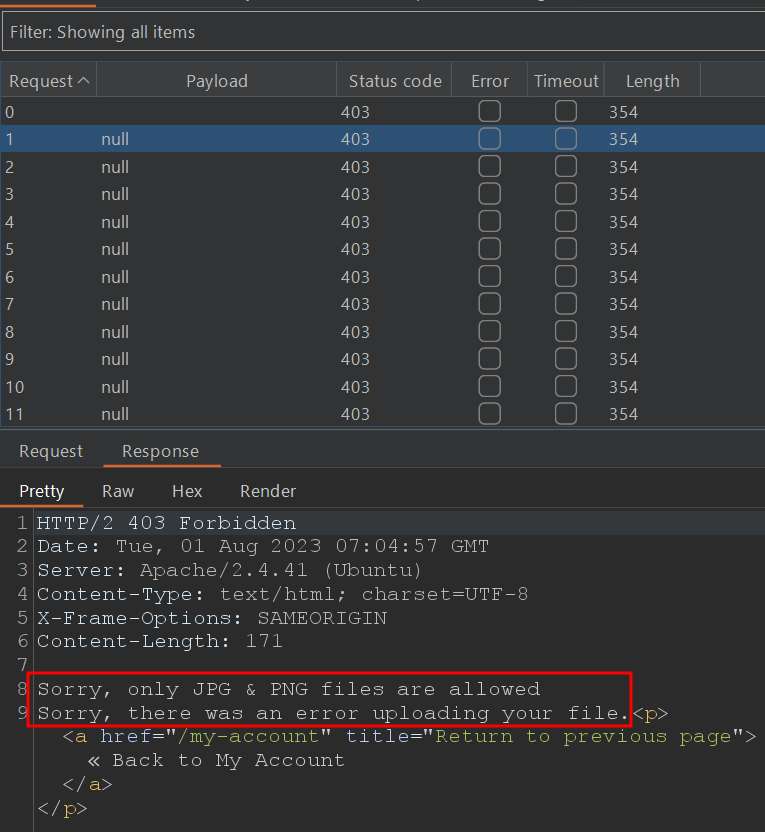 Filter: Showing all items
Request Payload Status code Error Timeout Length
0 403 354
1 null 403 354
2 null 403 354
3 null 403 354
4 null 403 354
5 null 403 354
6 null 403 354
7 null 403 354
8 null 403 354
9 null 403 354
10 null 403 354
11 null 403 354
Request Response
Pretty Raw Hex Render
1 HTTP/2 403 Forbidden
2 Date: Tue, 01 Aug 2023 07:04:57 GMT
3 Server: Apache/2.4.41 (Ubuntu)
4 Content-Type: text/html; charset=UTF-8
5 X-Frame-Options: SAMEORIGIN
6 Content-Length: 171
7
8 Sorry, only JPG & PNG files are allowed
9 Sorry, there was an error uploading your file.<p>
<a href="/my-account" title="Return to previous page">
« Back to My Account
</a>
</p>